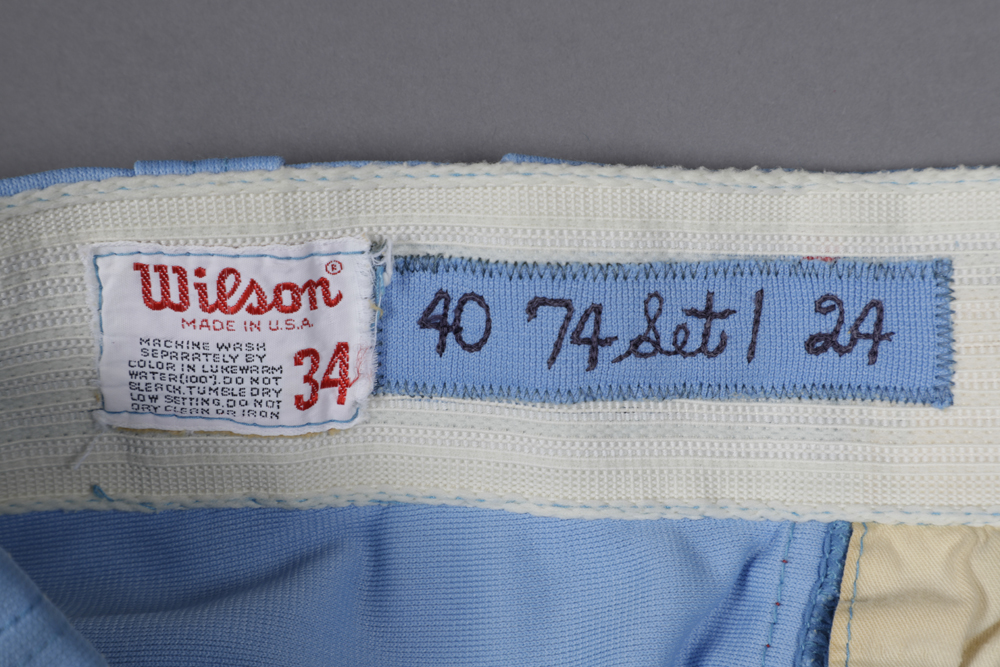 Wilson®
MADE IN U.S.A.
MACHINE WASH
SEPARATELY BY
COLOR IN LUKEWARM
WATER(100°). DO NOT
BLEACH. TUMBLE DRY
LOW SETTING. DO NOT
DRY CLEAN OR IRON
34
40 74 Set 1 24